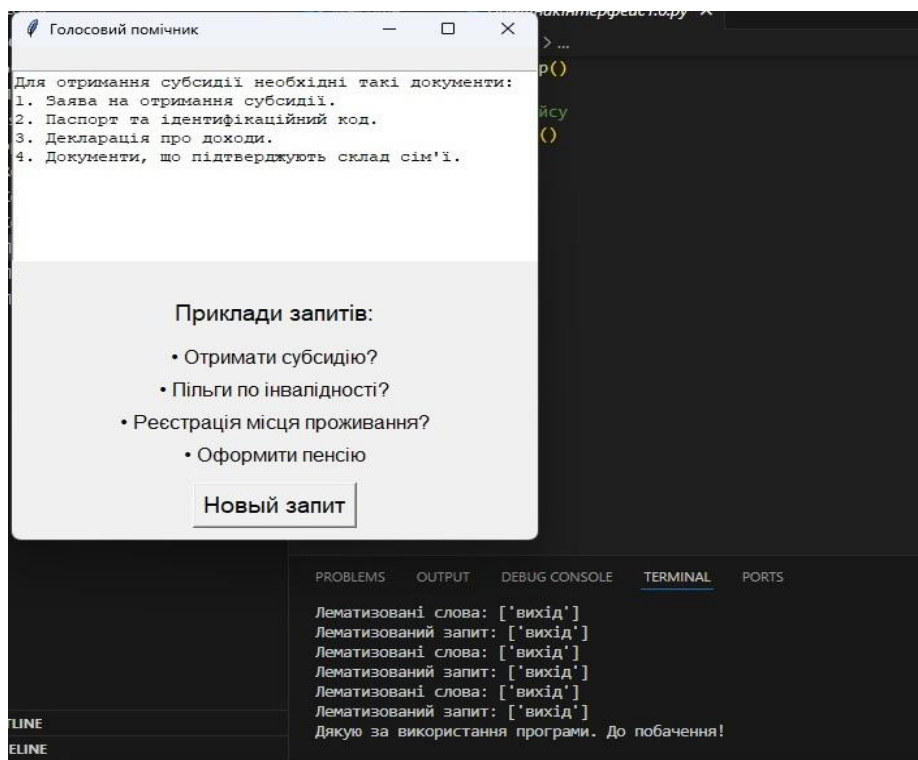 Голосовий помічник
> ...
р()
Для отримання субсидії необхідні такі документи:
1. Заява на отримання субсидії.
йсу
2. Паспорт та ідентифікаційний код.
()
3. Декларація про доходи.
4. Документи, що підтверджують склад сім'ї.
Приклади запитів:
• Отримати субсидію?
• Пільги по інвалідності?
• Реєстрація місця проживання?
• Оформити пенсію
Новый запит
PROBLEMS OUTPUT DEBUG CONSOLE TERMINAL PORTS
Лематизовані слова: ['вихід']
Лематизований запит: ['вихід']
Лематизовані слова: ['вихід']
Лематизований запит: ['вихід']
Лематизовані слова: ['вихід']
Лематизований запит: ['вихід']
Дякую за використання програми. До побачення!
TLINE
ELINE